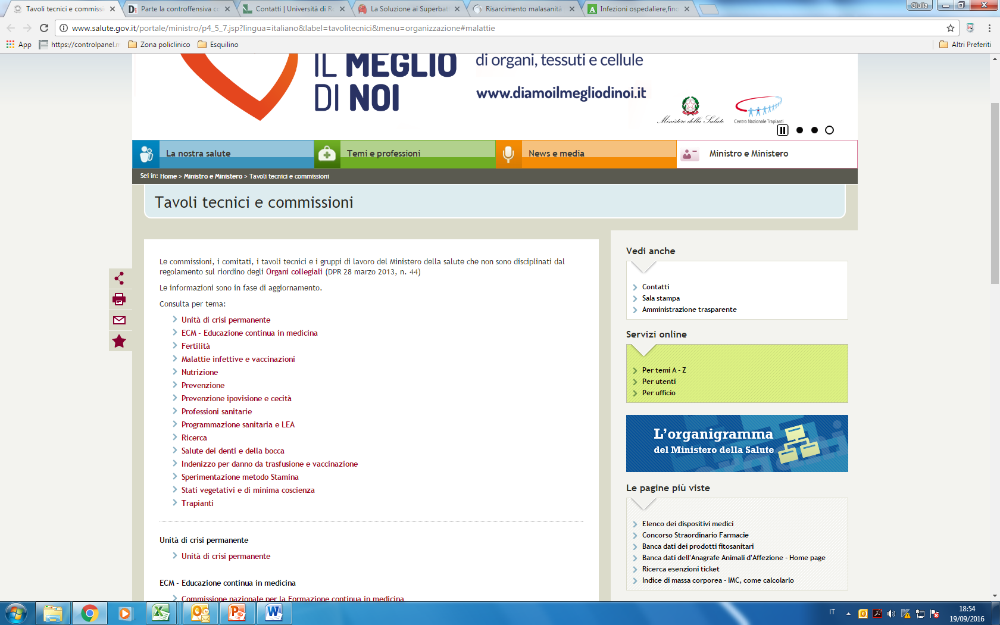 Tavoli tecnici e commissi
Parte la controffensiva c
Contatti | Università di R
La Soluzione ai Superbat
Risarcimento malasanità
Infezioni ospedaliere,fin
Giulia
www.salute.gov.it/portale/ministro/p4_5_7.jsp?lingua=italiano&label=tavolitecnici&menu=organizzazione#malattie
App
https://controlpanel.m
Zona policlinico
Esquilino
Altri Preferiti
IL MEGLIO
DI NOI
di organi, tessuti e cellule
www.diamoilmegliodinoi.it
Ministero della Salute
Centro Nazionale Trapianti
La nostra salute
Temi e professioni
News e media
Ministro e Ministero
Sei in: Home > Ministro e Ministero > Tavoli tecnici e commissioni
Tavoli tecnici e commissioni
Le commissioni, i comitati, i tavoli tecnici e i gruppi di lavoro del Ministero della salute che non sono disciplinati dal
regolamento sul riordino degli Organi collegiali (DPR 28 marzo 2013, n. 44)
Le informazioni sono in fase di aggiornamento.
Consulta per tema:
Unità di crisi permanente
ECM - Educazione continua in medicina
Fertilità
Malattie infettive e vaccinazioni
Nutrizione
Prevenzione
Prevenzione ipovisione e cecità
Professioni sanitarie
Programmazione sanitaria e LEA
Ricerca
Salute dei denti e della bocca
Indenizzo per danno da trasfusione e vaccinazione
Sperimentazione metodo Stamina
Stati vegetativi e di minima coscienza
Trapianti
Unità di crisi permanente
Unità di crisi permanente
ECM - Educazione continua in medicina
Commissione nazionale per la Formazione continua in medicina
Vedi anche
Contatti
Sala stampa
Amministrazione trasparente
Servizi online
Per temi A - Z
Per utenti
Per ufficio
L'organigramma
del Ministero della Salute
Le pagine più viste
Elenco dei dispositivi medici
Concorso Straordinario Farmacie
Banca dati dei prodotti fitosanitari
Banca dati dell'Anagrafe Animali d'Affezione - Home page
Ricerca esenzioni ticket
Indice di massa corporea - IMC, come calcolarlo
IT
18:54
19/09/2016